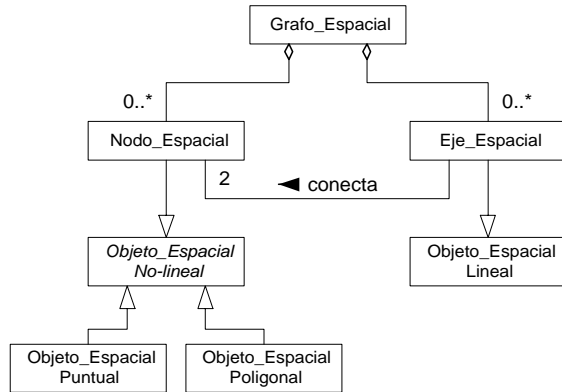 Grafo_Espacial
0..*
0..*
Nodo_Espacial
Eje_Espacial
2
conecta
Objeto_Espacial
No-lineal
Objeto_Espacial
Lineal
Objeto_Espacial
Puntual
Objeto_Espacial
Poligonal